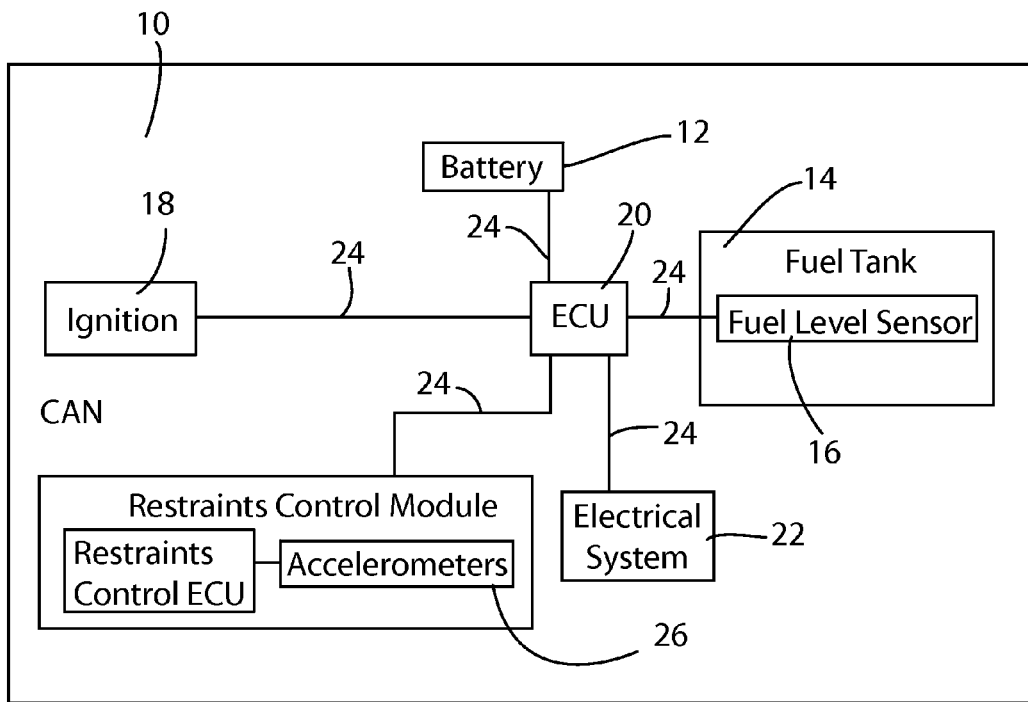 10
Battery
12
14
18
24
20
24
24
Fuel Tank
Ignition
ECU
Fuel Level Sensor
CAN
24
24
16
Restraints Control Module
Restraints
Control ECU
Accelerometers
Electrical
System
22
26